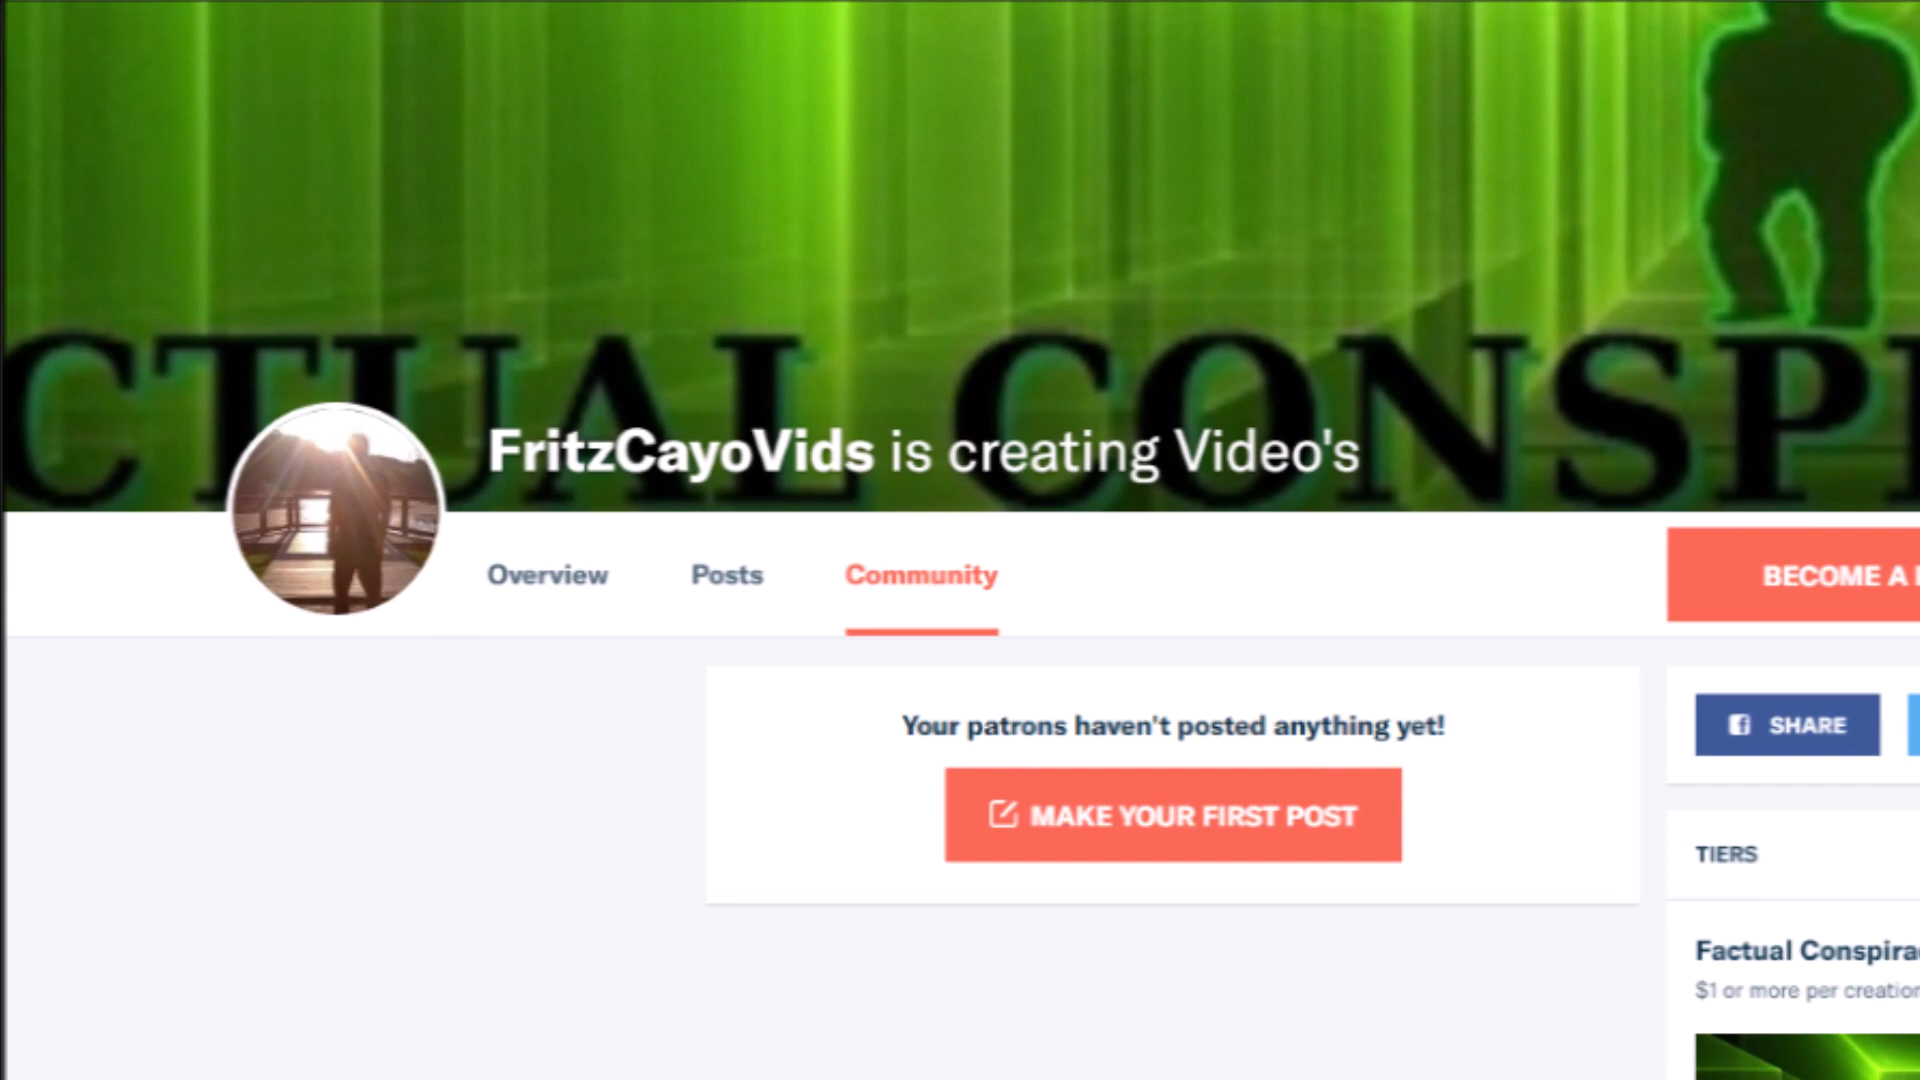 CTUAL CONSP
FritzCayoVids is creating Video's
Overview
Posts
Community
BECOME A
Your patrons haven't posted anything yet!
MAKE YOUR FIRST POST
SHARE
TIERS
Factual Conspira
$1 or more per creation